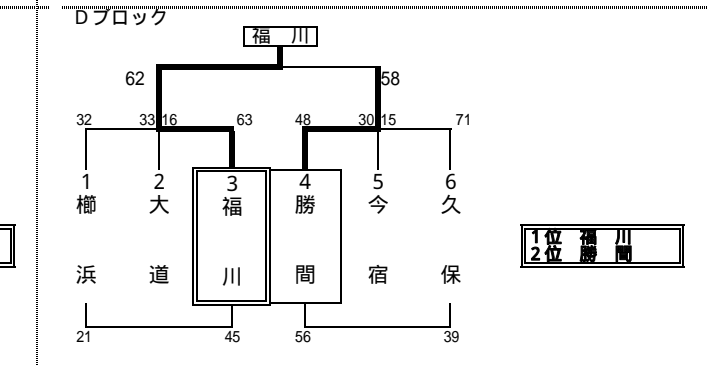 Dブロック
福 川
62 58
32 33 16 63 48 30 15 71
1 2 3 4 5 6
櫛 大 福 勝 今 久
浜 道 川 間 宿 保
21 45 56 39
1位 福 川
2位 勝 間